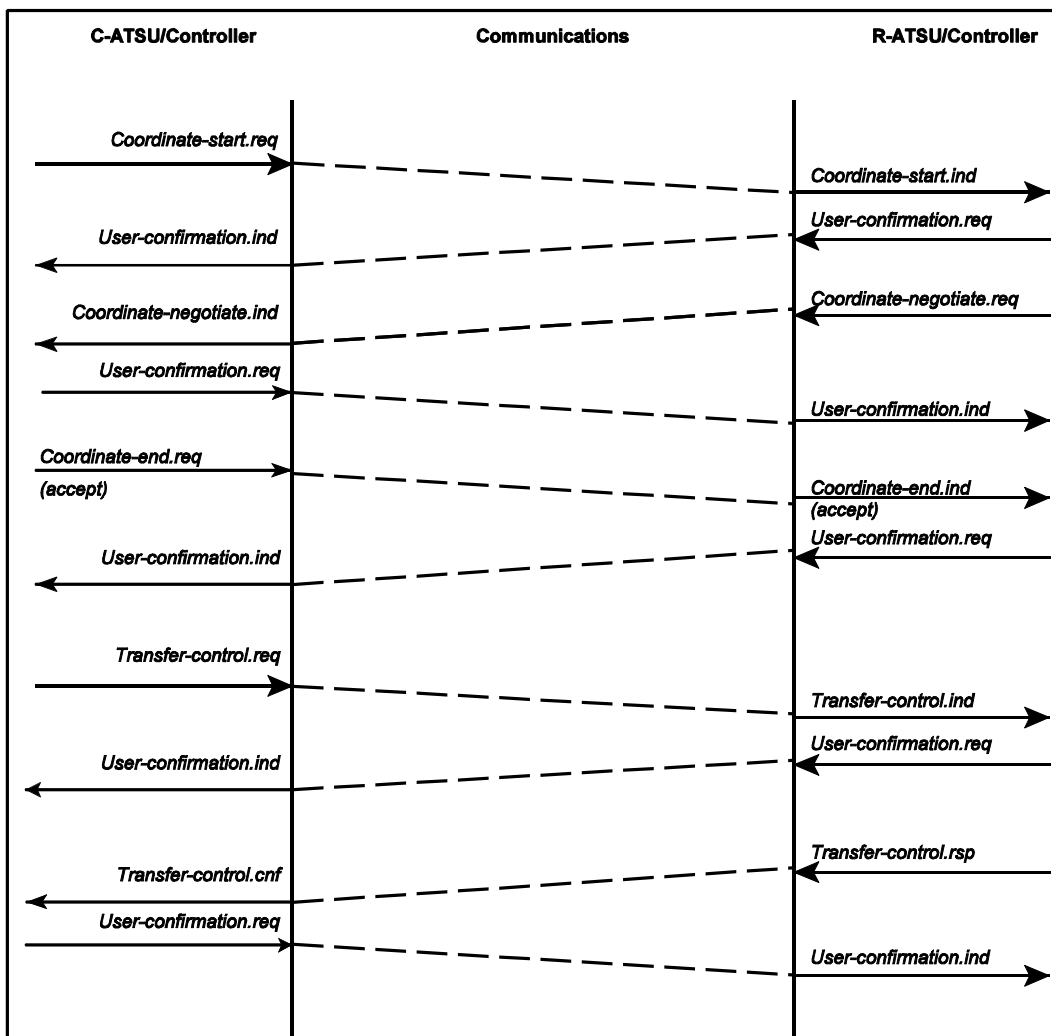 C-ATSU/Controller
Communications
R-ATSU/Controller
Coordinate-start.req
Coordinate-start.ind
User-confirmation.req
User-confirmation.ind
Coordinate-negotiate.req
Coordinate-negotiate.ind
User-confirmation.req
User-confirmation.ind
Coordinate-end.req
(accept)
Coordinate-end.ind
(accept)
User-confirmation.req
User-confirmation.ind
Transfer-control.req
Transfer-control.ind
User-confirmation.req
User-confirmation.ind
Transfer-control.rsp
Transfer-control.cnf
User-confirmation.req
User-confirmation.ind